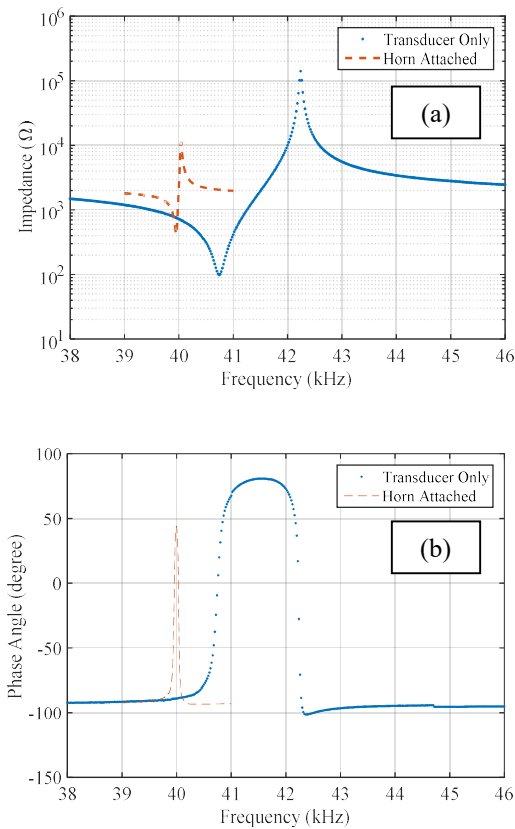 10^6
10^5
10^4
10^3
10^2
10^1
Impedance (Ω)
Transducer Only
Horn Attached
(a)
38 39 40 41 42 43 44 45 46
Frequency (kHz)
100
50
0
-50
-100
-150
Phase Angle (degree)
Transducer Only
Horn Attached
(b)
38 39 40 41 42 43 44 45 46
Frequency (kHz)